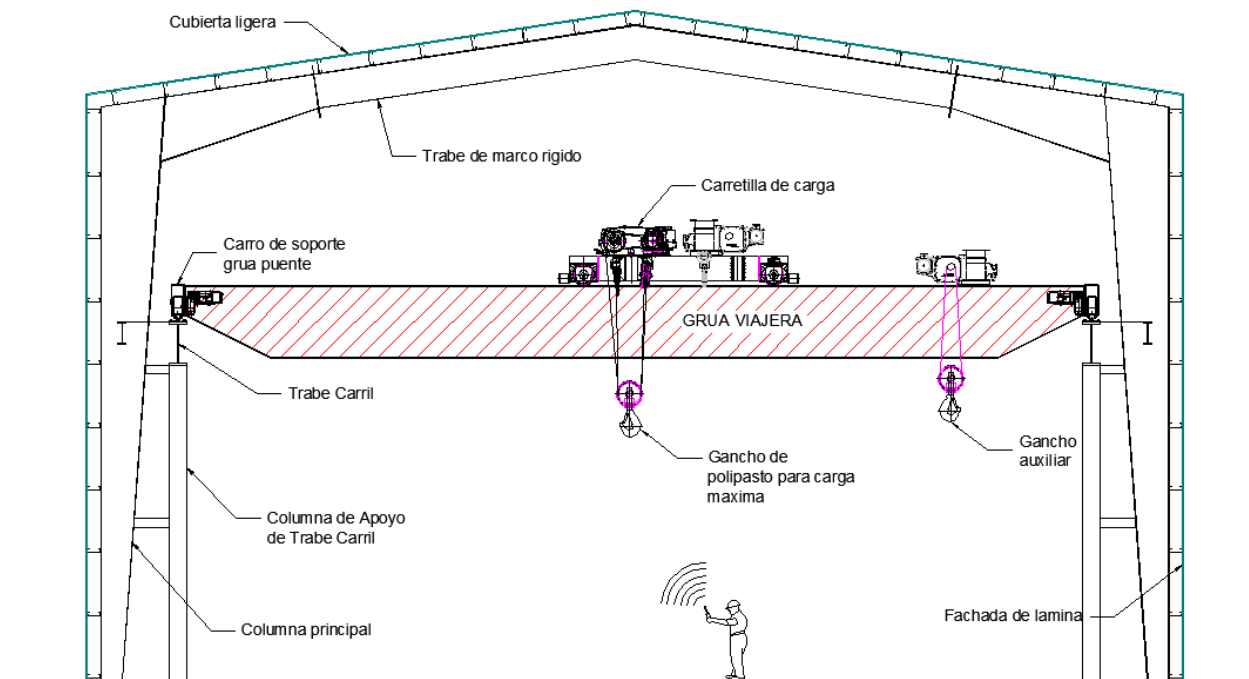 Cubierta ligera
Trabe de marco rigido
Carretilla de carga
Carro de soporte
grua puente
GRUA VIAJERA
Trabe Carril
Gancho de
polipasto para carga
maxima
Gancho
auxiliar
Columna de Apoyo
de Trabe Carril
Fachada de lamina
Columna principal